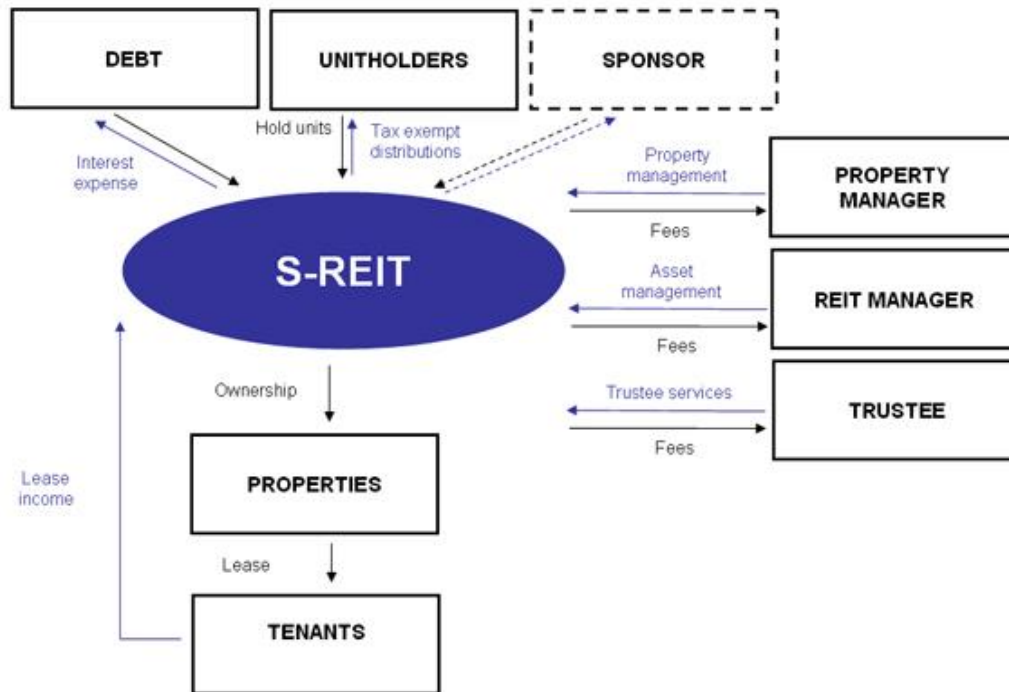 DEBT
UNITHOLDERS
SPONSOR
Hold units
Tax exempt
distributions
Interest
expense
Property
management
PROPERTY
MANAGER
Fees
S-REIT
Asset
management
REIT MANAGER
Fees
Ownership
Trustee services
TRUSTEE
Fees
Lease
income
PROPERTIES
Lease
TENANTS